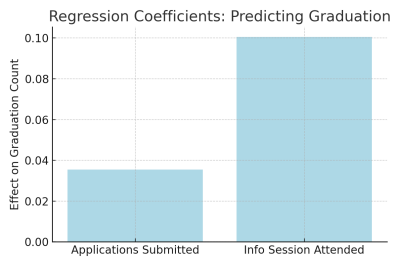 Regression Coefficients: Predicting Graduation
Effect on Graduation Count
0.10
0.08
0.06
0.04
0.02
0.00
Applications Submitted
Info Session Attended